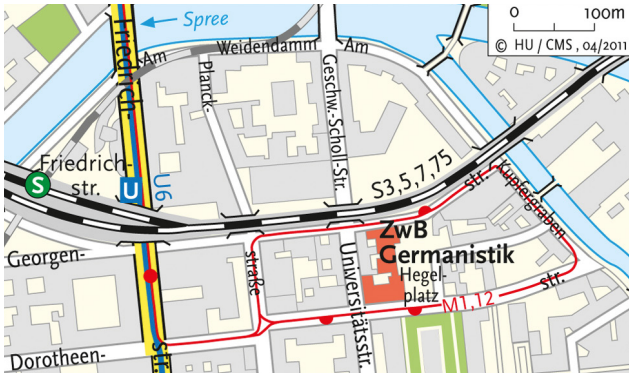 0 100m
© HU / CMS , 04/2011
Spree
Friedrich-
Am
Weidendamm
Am
Planck-
Geschw.-Scholl-Str.
Friedrich-
str.
S
U
U6
S3,5,7,75
str.
Kupfergraben
ZwB
Germanistik
Hegel-
platz
Georgen-
straße
Universitätsstr.
M1,12
str.
Dorotheen-
str.